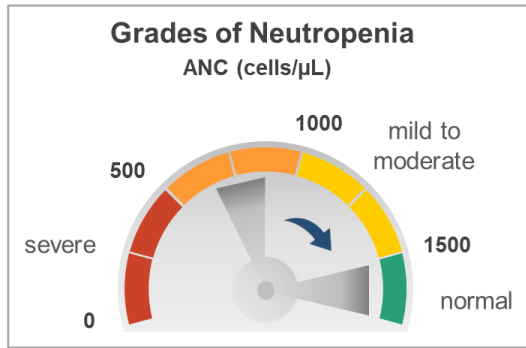 Grades of Neutropenia
ANC (cells/µL)
1000
mild to
moderate
500
severe
1500
normal
0